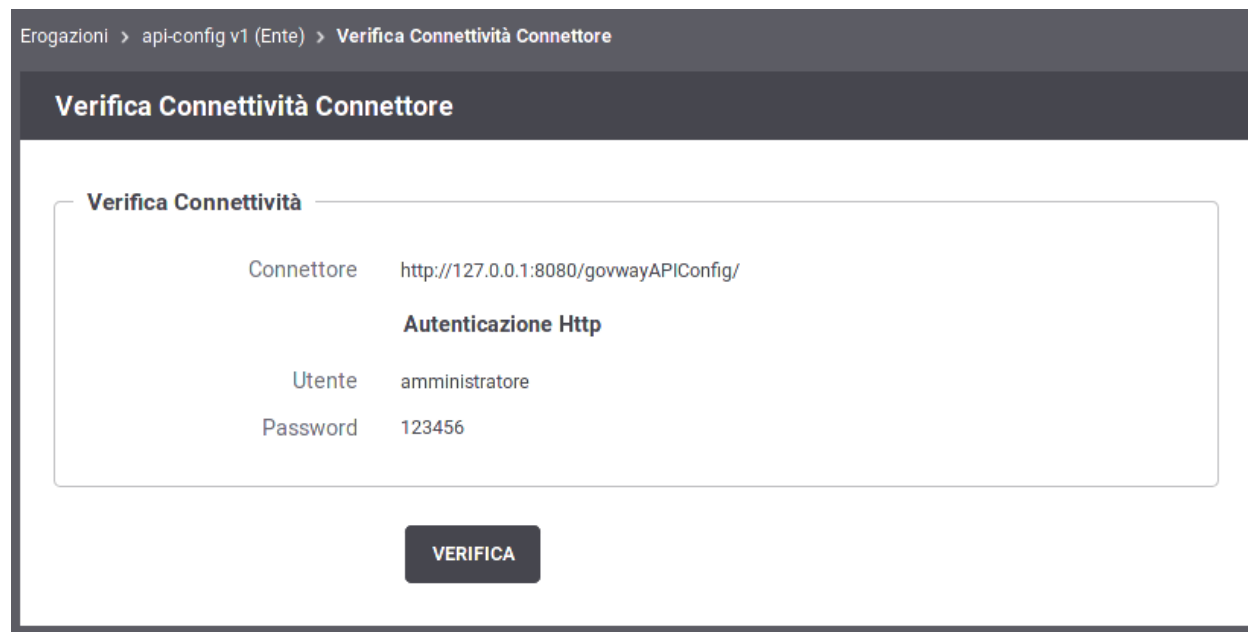 Erogazioni > api-config v1 (Ente) > Verifica Connettività Connettore
Verifica Connettività Connettore
Verifica Connettività
Connettore http://127.0.0.1:8080/govwayAPIConfig/
Autenticazione Http
Utente amministratore
Password 123456
VERIFICA